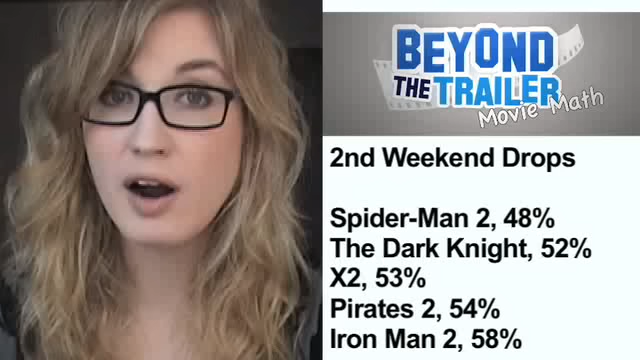 BEYOND
THE TRAILER
Movie Math
2nd Weekend Drops
Spider-Man 2, 48%
The Dark Knight, 52%
X2, 53%
Pirates 2, 54%
Iron Man 2, 58%